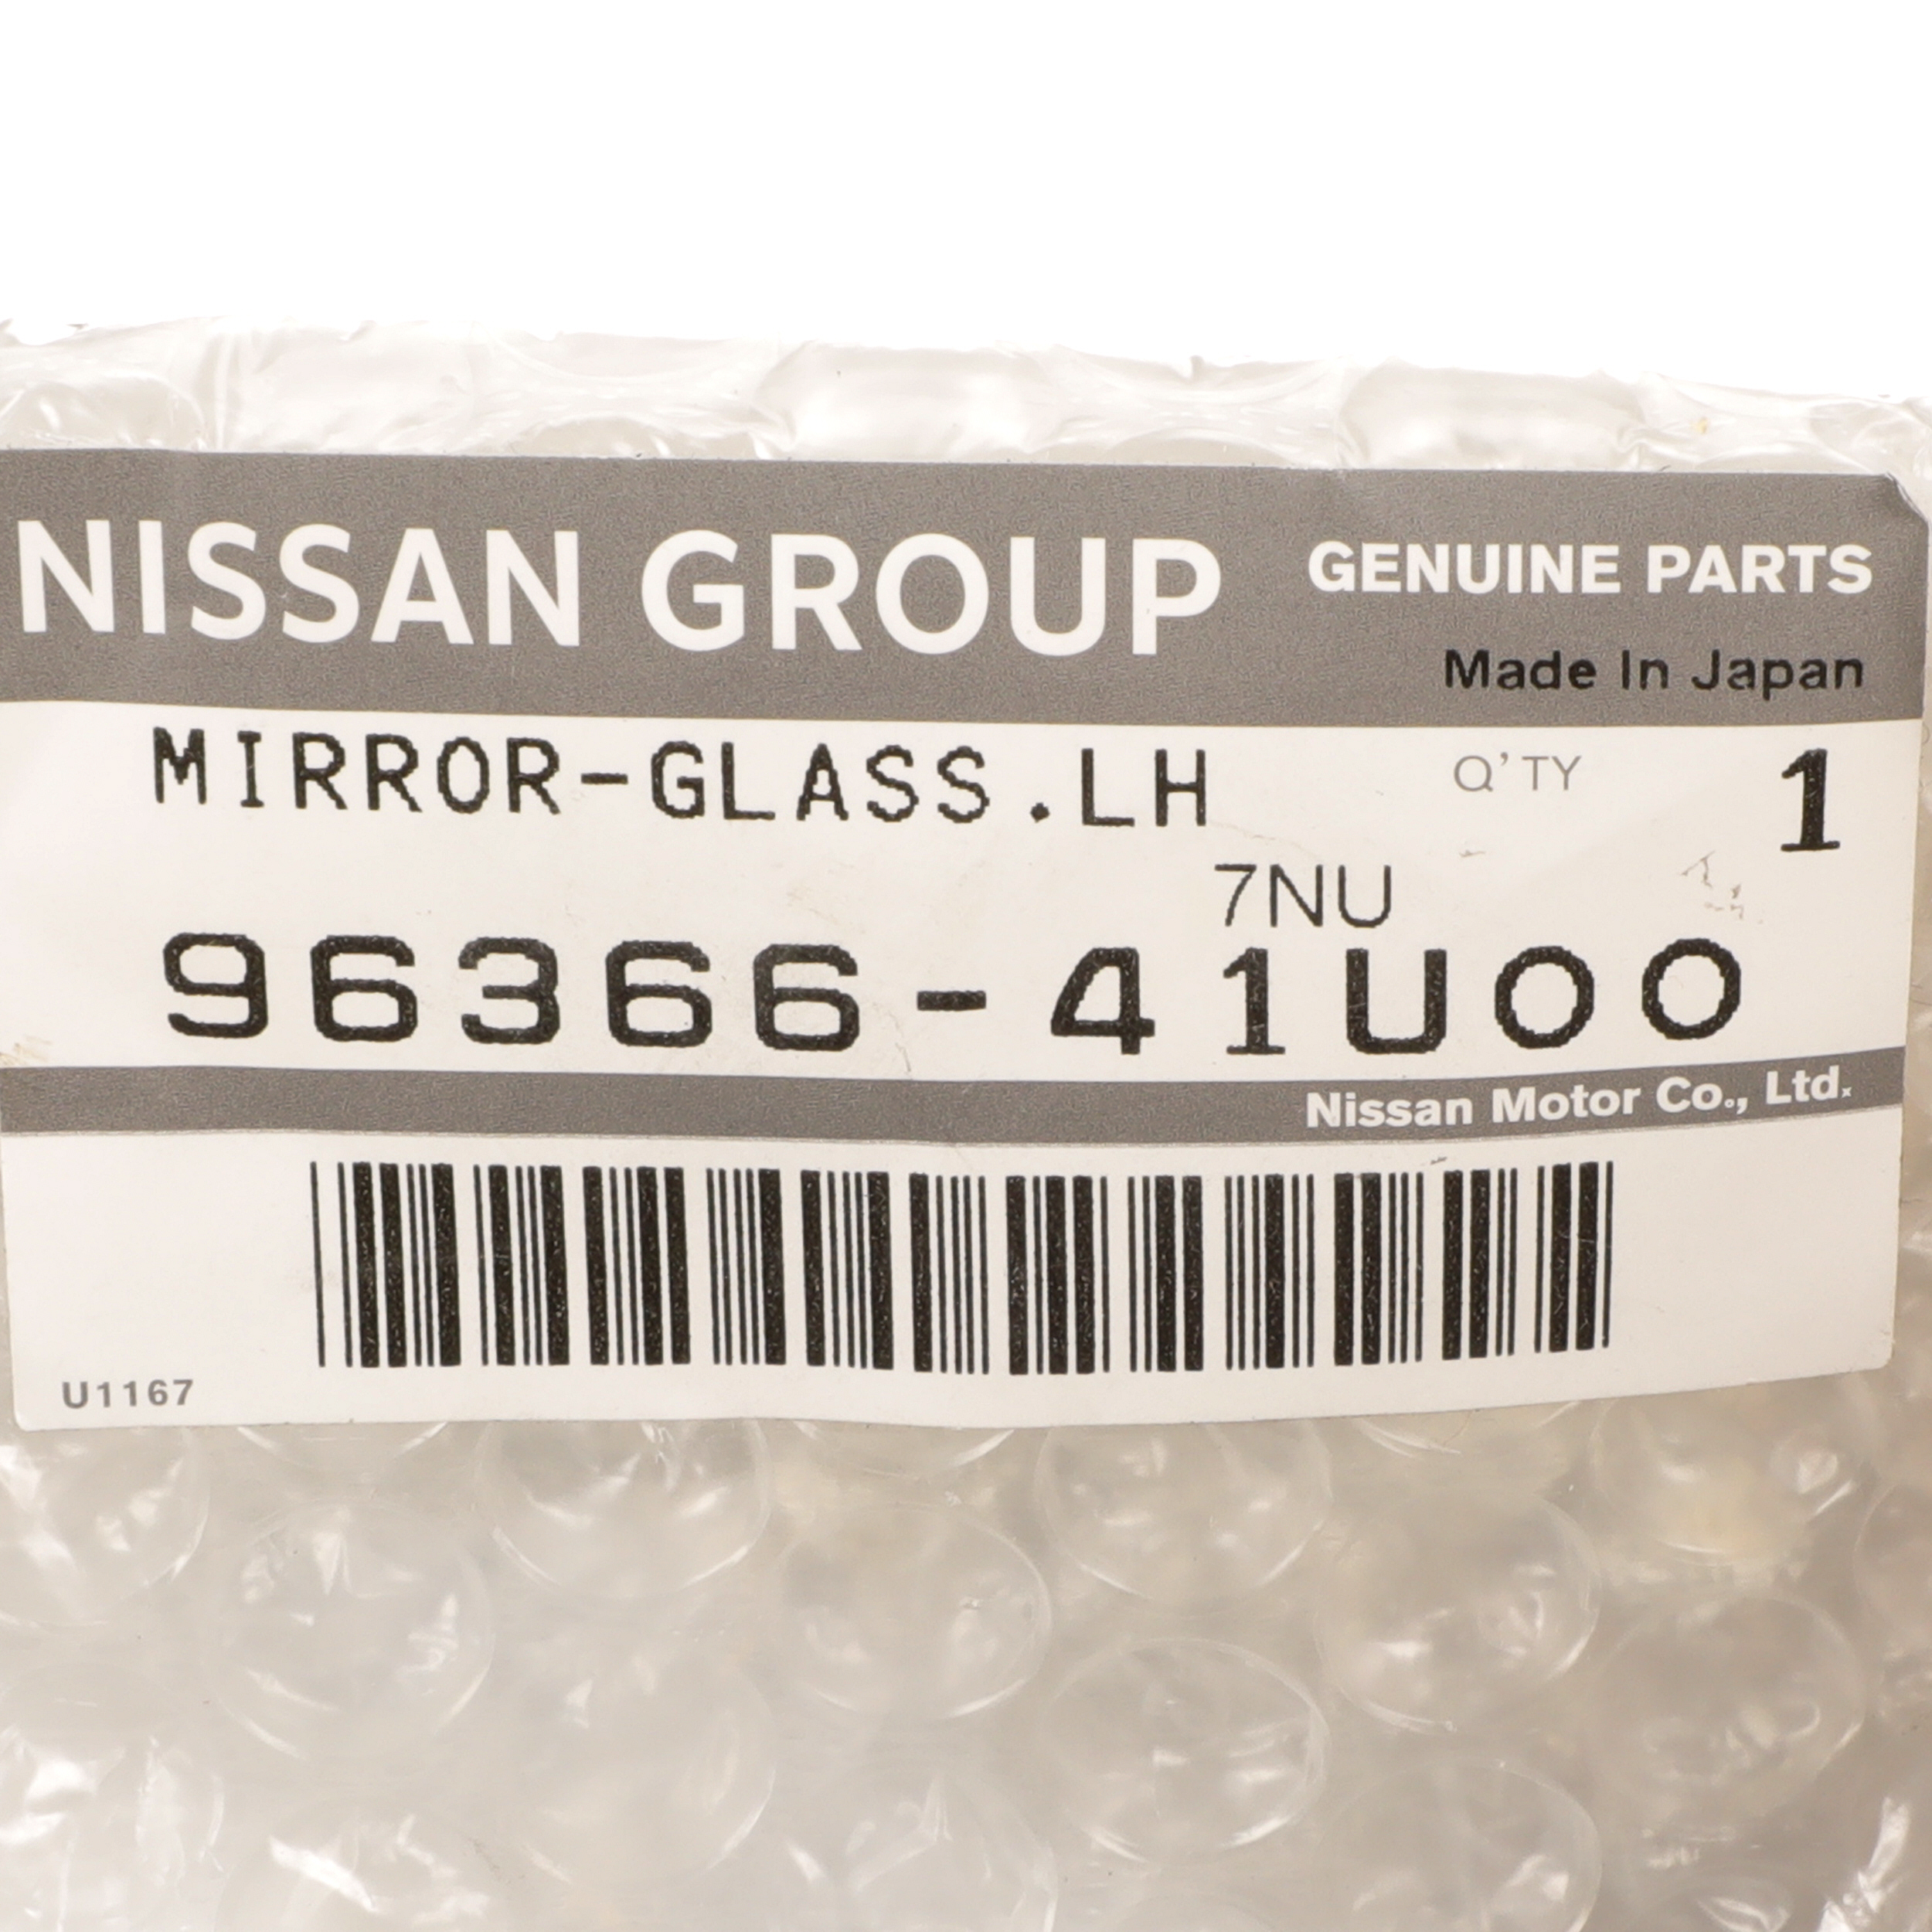 NISSAN GROUP GENUINE PARTS
Made In Japan
MIRROR-GLASS.LH Q'TY 1
7NU
96366-41U00
Nissan Motor Co., Ltd.
U1167